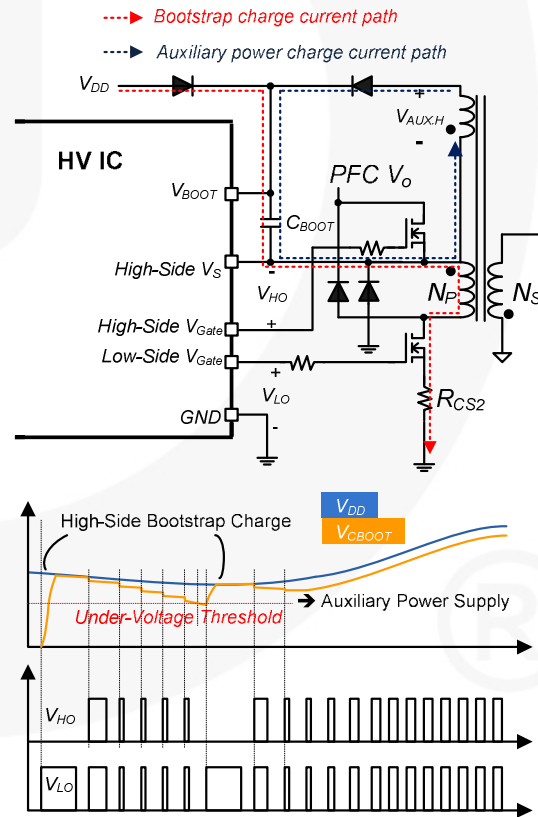 Bootstrap charge current path
Auxiliary power charge current path
VDD
VAUX.H
+
-
HV IC
PFC Vo
VBOOT
CBOOT
High-Side VS
-
VHO
+
NP
NS
High-Side VGate
Low-Side VGate
+
VLO
-
RCS2
GND
VDD
VCBOOT
High-Side Bootstrap Charge
Under-Voltage Threshold
Auxiliary Power Supply
VHO
VLO
®